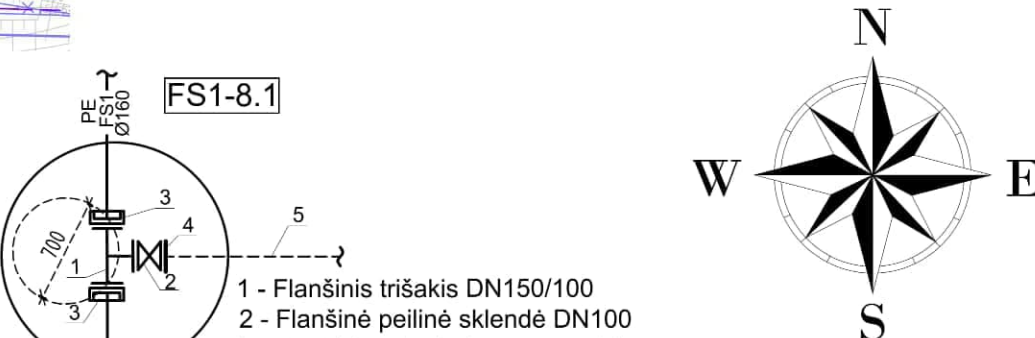 N
FS1-8.1
PE
FS1
Ø160
W
E
3
4
5
700
1
2
3
1 - Flanšinis trišakis DN150/100
2 - Flanšinė peilinė sklendė DN100
S